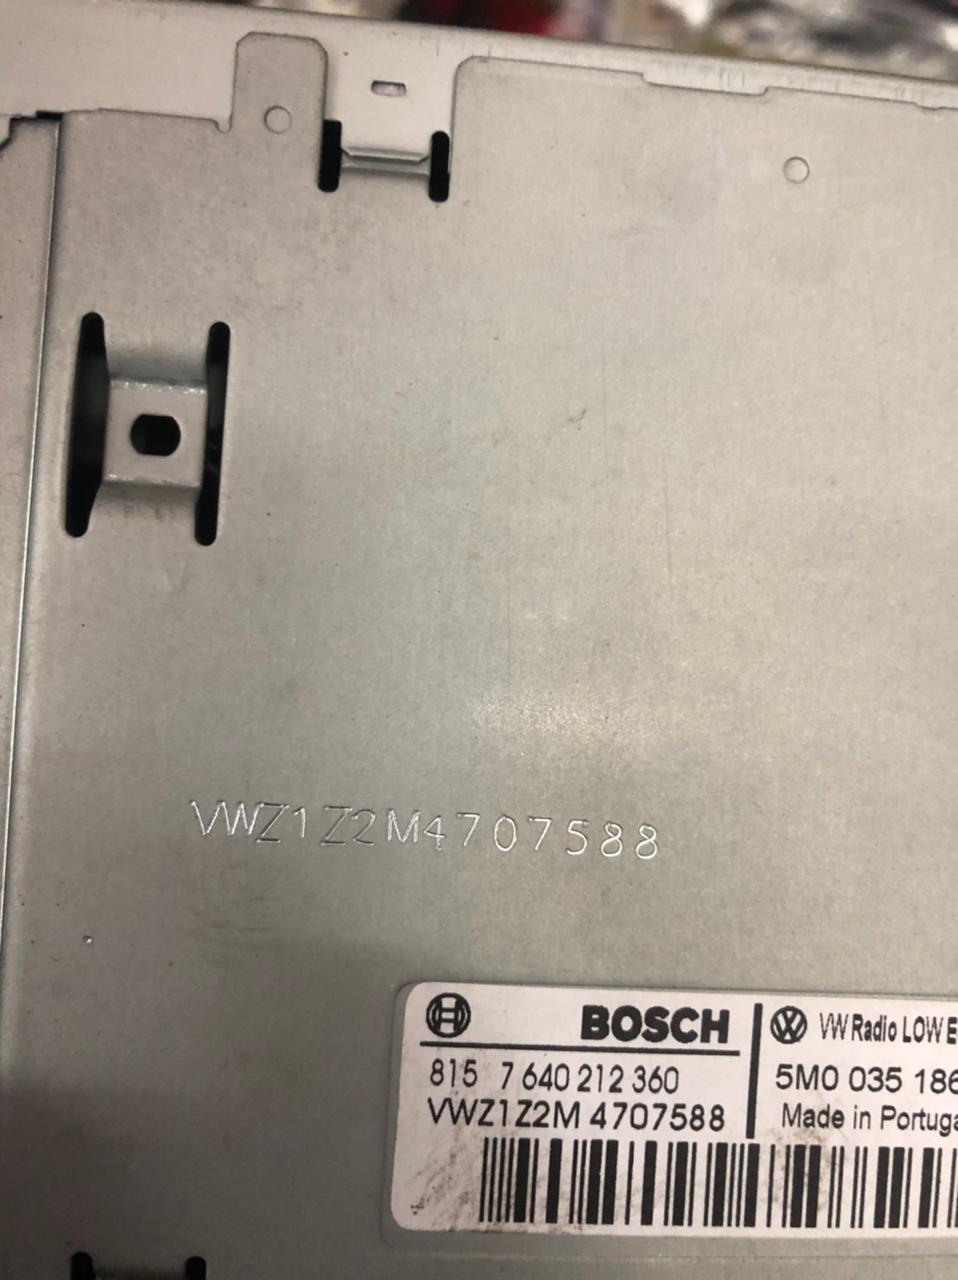 VWZ1Z2M4707588
BOSCH
815 7 640 212 360
VWZ1Z2M 4707588
VW Radio LOW E
5M0 035 186
Made in Portuga